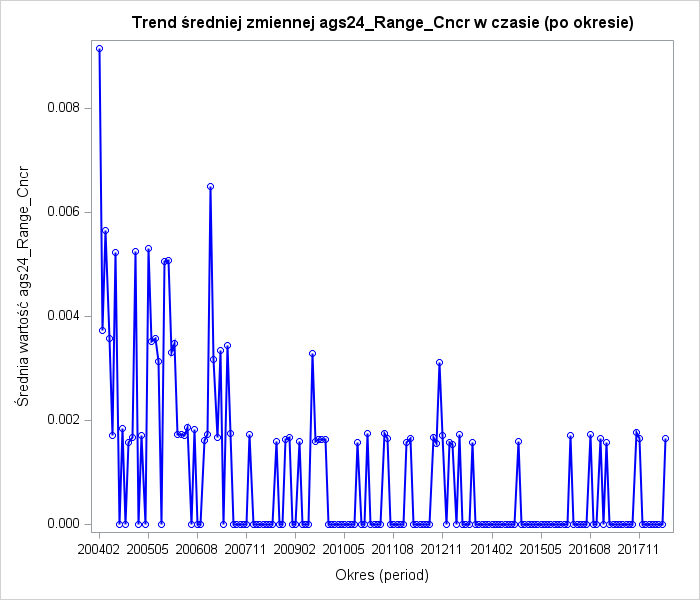 Trend średniej zmiennej ags24_Range_Cncr w czasie (po okresie)
Średnia wartość ags24_Range_Cncr
0.008
0.006
0.004
0.002
0.000
200402 200505 200608 200711 200902 201005 201108 201211 201402 201505 201608 201711
Okres (period)